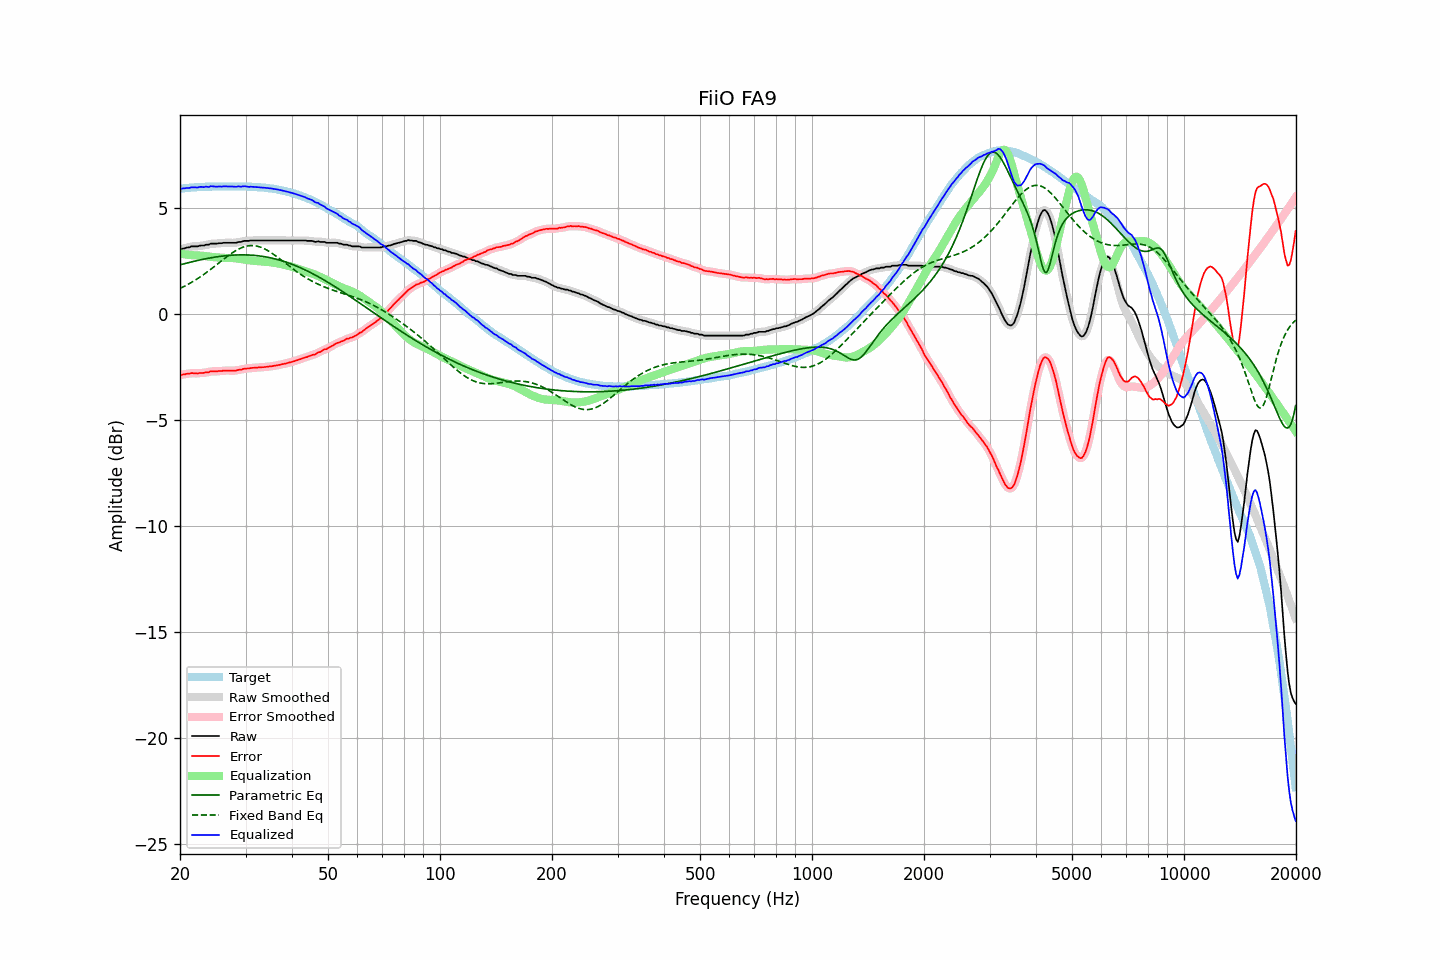 FiiO FA9
5
0
−5
−10
−15
−20
−25
Amplitude (dBr)
Target
Raw Smoothed
Error Smoothed
Raw
Error
Equalization
Parametric Eq
Fixed Band Eq
Equalized
20 50 100 200 500 1000 2000 5000 10000 20000
Frequency (Hz)